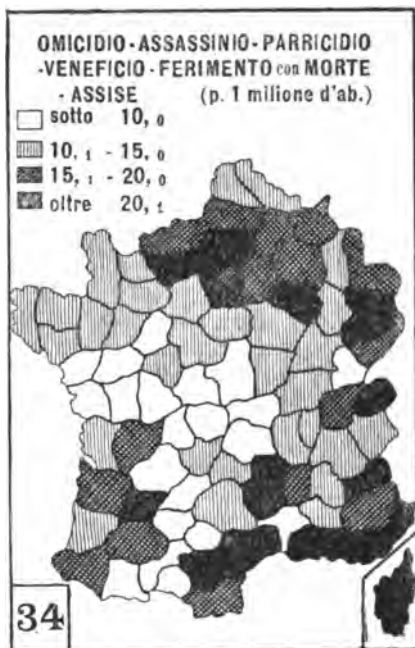 OMICIDIO - ASSASSINIO - PARRICIDIO
- VENEFICIO - FERIMENTO con MORTE
- ASSISE (p. 1 milione d'ab.)
sotto 10, 0
10, 1 - 15, 0
15, 1 - 20, 0
oltre 20, 1
34